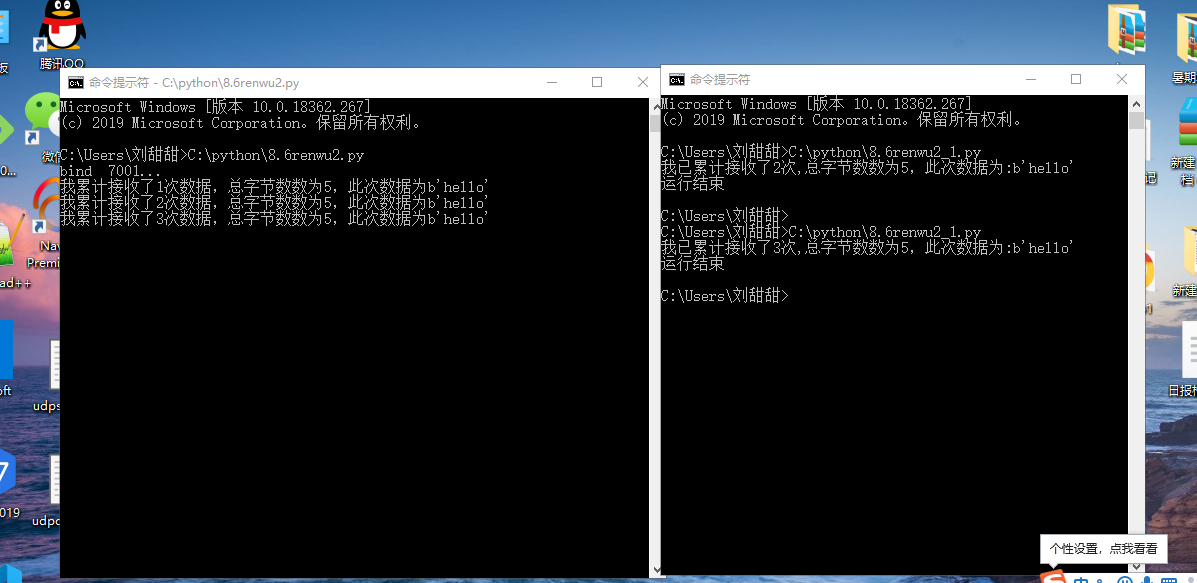 腾讯QQ
命令提示符 - C:\python\8.6renwu2.py
Microsoft Windows [版本 10.0.18362.267]
(c) 2019 Microsoft Corporation。保留所有权利。
C:\Users\刘甜甜>C:\python\8.6renwu2.py
bind  7001...
我累计接收了1次数据，总字节数数为5，此次数据为b'hello'
我累计接收了2次数据，总字节数数为5，此次数据为b'hello'
我累计接收了3次数据，总字节数数为5，此次数据为b'hello'
命令提示符
Microsoft Windows [版本 10.0.18362.267]
(c) 2019 Microsoft Corporation。保留所有权利。
C:\Users\刘甜甜>C:\python\8.6renwu2_1.py
我已累计接收了2次,总字节数数为5，此次数据为:b'hello'
运行结束
C:\Users\刘甜甜>
C:\Users\刘甜甜>C:\python\8.6renwu2_1.py
我已累计接收了3次,总字节数数为5，此次数据为:b'hello'
运行结束
C:\Users\刘甜甜>
板
微信
0...
Nav
Premi
ad++
oft
udps
019
udpc
暑期
新建
档
记
新建
日报模
个性设置，点我看看
中